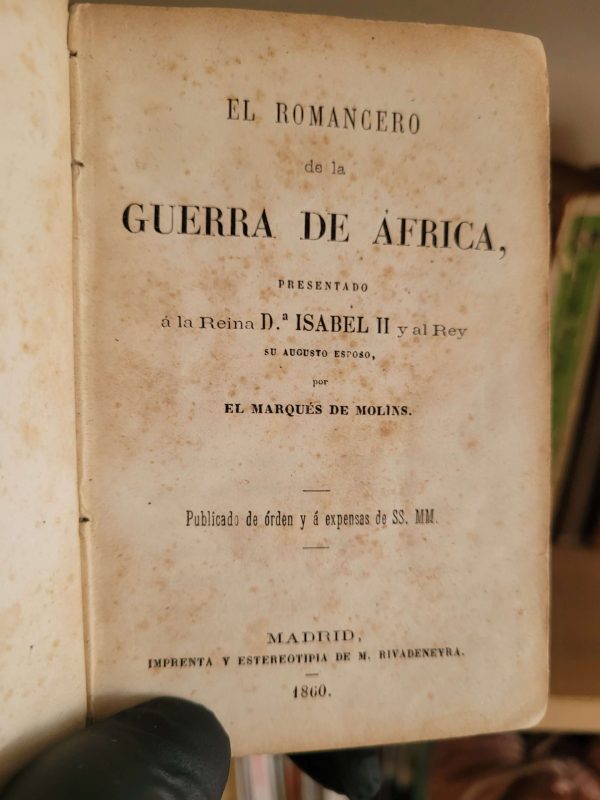 EL ROMANCERO
de la
GUERRA DE ÁFRICA,
PRESENTADO
á la Reina D.ª ISABEL II y al Rey
SU AUGUSTO ESPOSO,
por
EL MARQUÉS DE MOLINS.
Publicado de órden y á expensas de SS. MM.
MADRID,
IMPRENTA Y ESTEREOTIPIA DE M. RIVADENEYRA.
1860.